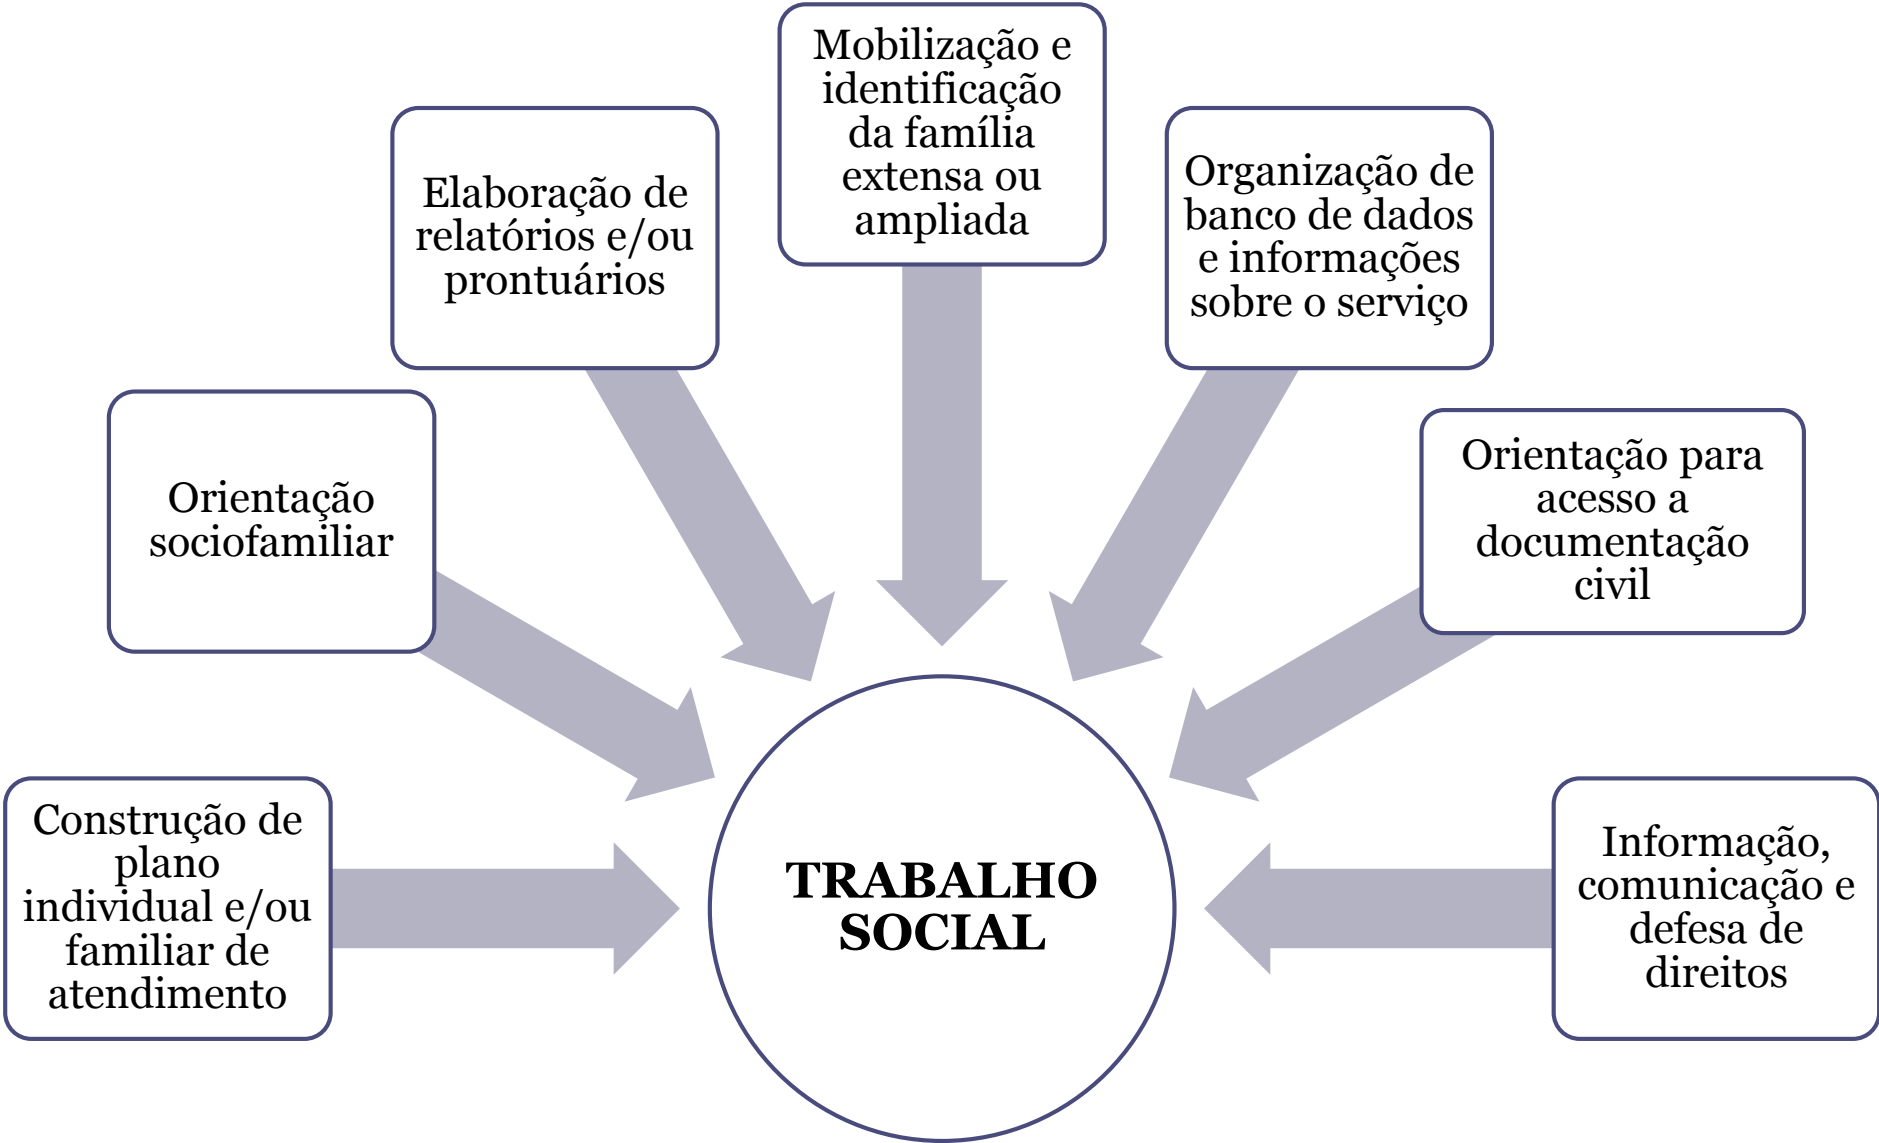 Mobilização e
identificação
da família
extensa ou
ampliada
Elaboração de
relatórios e/ou
prontuários
Organização de
banco de dados
e informações
sobre o serviço
Orientação
sociofamiliar
Orientação para
acesso a
documentação
civil
Construção de
plano
individual e/ou
familiar de
atendimento
TRABALHO
SOCIAL
Informação,
comunicação e
defesa de
direitos